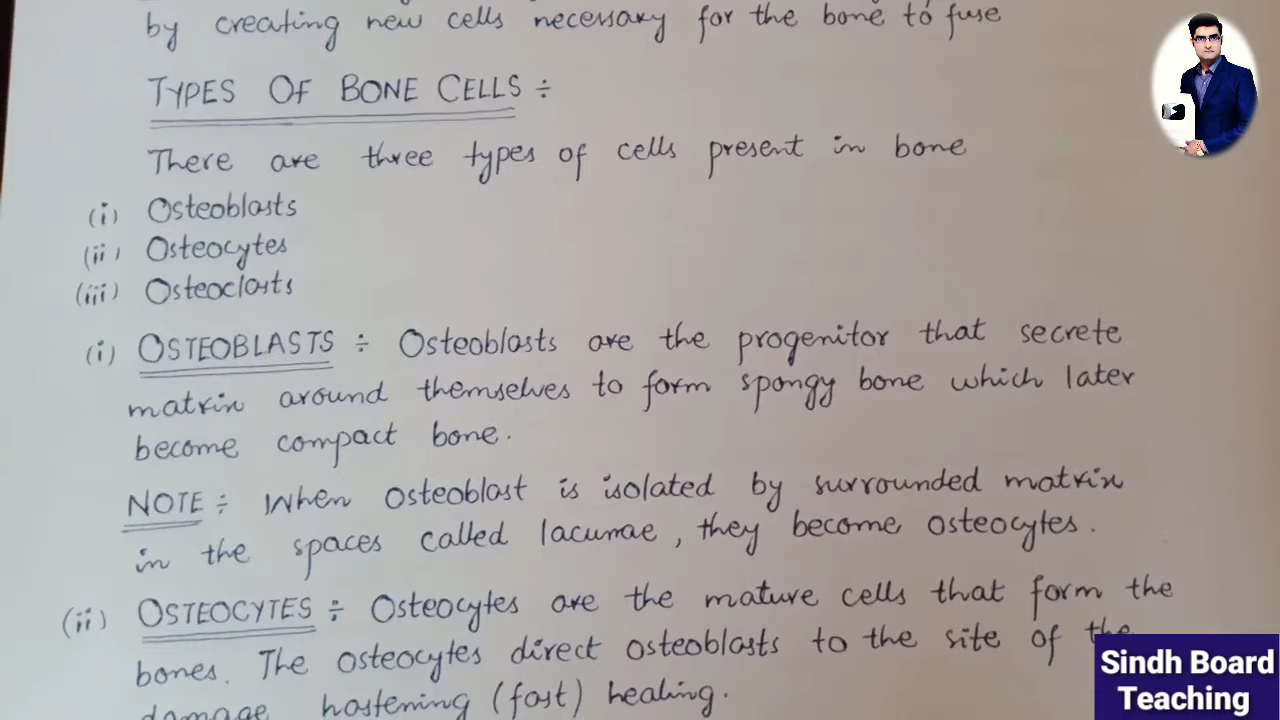 by creating new cells necessary for the bone to fuse
TYPES OF BONE CELLS ÷
There are three types of cells present in bone
(i) Osteoblasts
(ii) Osteocytes
(iii) Osteoclasts
(i) OSTEOBLASTS ÷ Osteoblasts are the progenitor that secrete
matrix around themselves to form spongy bone which later
become compact bone.
NOTE ÷ When osteoblast is isolated by surrounded matrix
in the spaces called lacunae, they become osteocytes.
(ii) OSTEOCYTES ÷ Osteocytes are the mature cells that form the
bones. The osteocytes direct osteoblasts to the site of the
damage hastening (fast) healing.
Sindh Board
Teaching